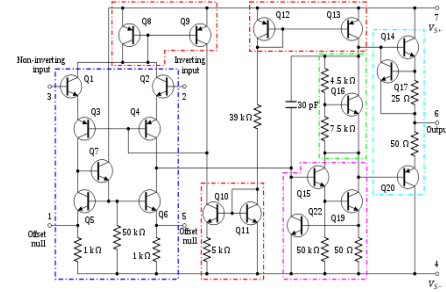 Q8
Q9
Q12
Q13
7
V_S+
Q14
Non-inverting
input
Inverting
input
Q1
Q2
3
2
Q17
25 Ω
4.5 kΩ
Q16
7.5 kΩ
39 kΩ
30 pF
Q3
Q4
6
Output
50 Ω
Q7
Q15
Q20
Q5
Q6
Q10
Q11
Q22
Q19
1
Offset
null
5
Offset
null
1 kΩ
50 kΩ
1 kΩ
5 kΩ
50 kΩ
50 Ω
4
V_S−